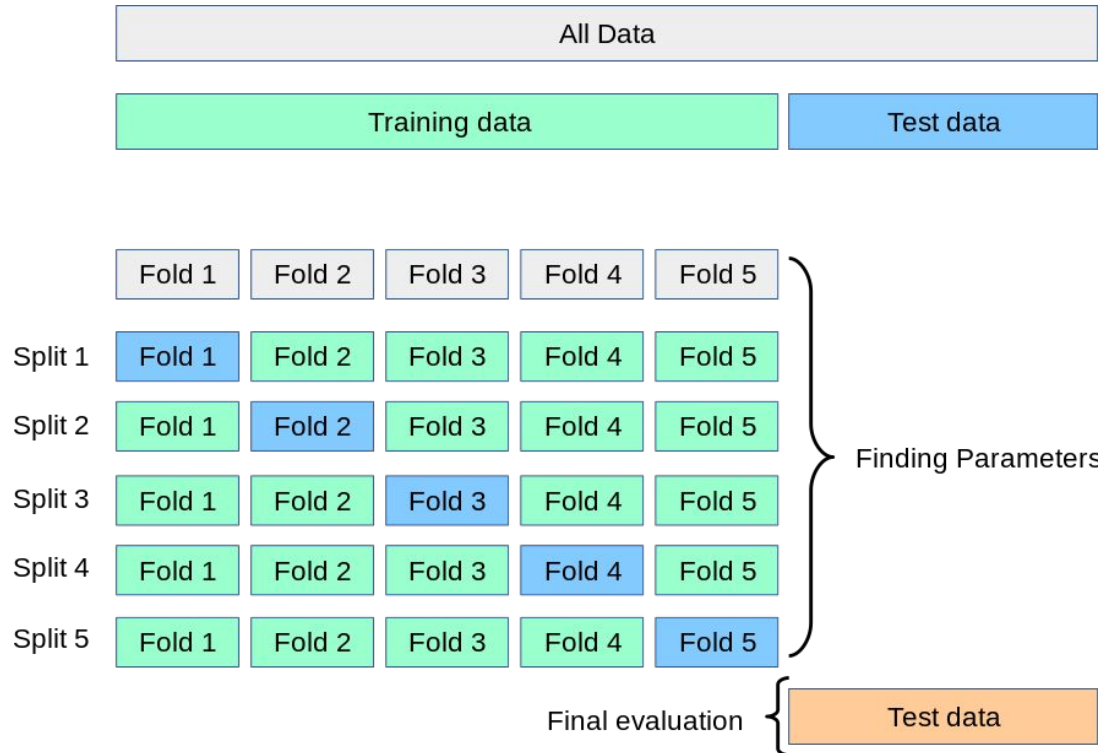 All Data
Training data Test data
Fold 1 Fold 2 Fold 3 Fold 4 Fold 5
Split 1 Fold 1 Fold 2 Fold 3 Fold 4 Fold 5
Split 2 Fold 1 Fold 2 Fold 3 Fold 4 Fold 5
Finding Parameters
Split 3 Fold 1 Fold 2 Fold 3 Fold 4 Fold 5
Split 4 Fold 1 Fold 2 Fold 3 Fold 4 Fold 5
Split 5 Fold 1 Fold 2 Fold 3 Fold 4 Fold 5
Final evaluation Test data